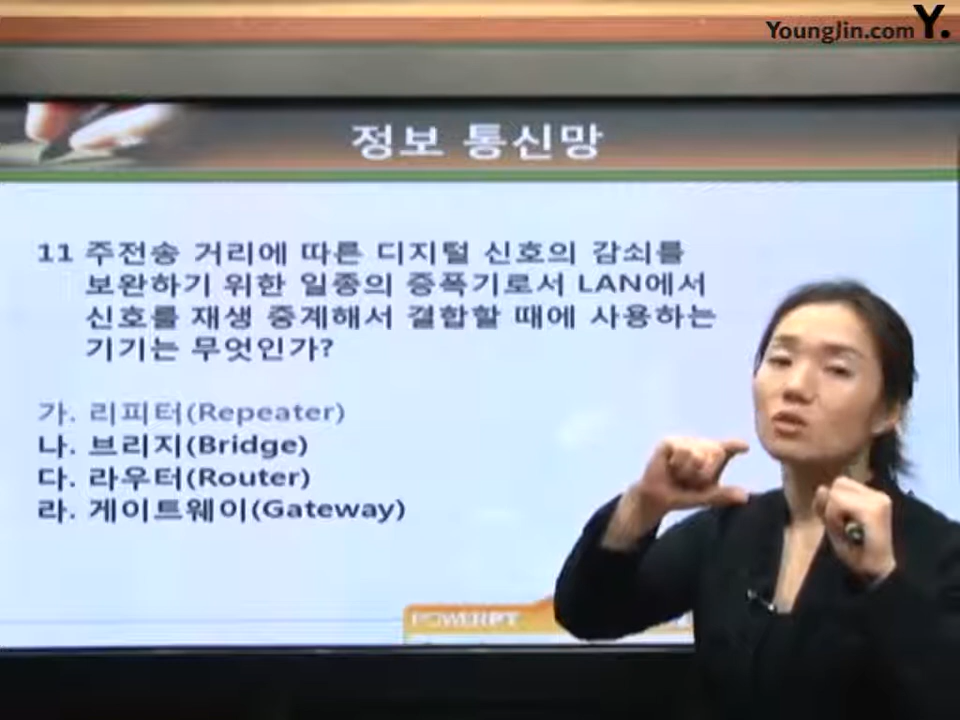 YoungJin.com Y.
정보 통신망
11 주전송 거리에 따른 디지털 신호의 감쇠를
보완하기 위한 일종의 증폭기로서 LAN에서
신호를 재생 중계해서 결합할 때에 사용하는
기기는 무엇인가?
가. 리피터(Repeater)
나. 브리지(Bridge)
다. 라우터(Router)
라. 게이트웨이(Gateway)
POWERPT